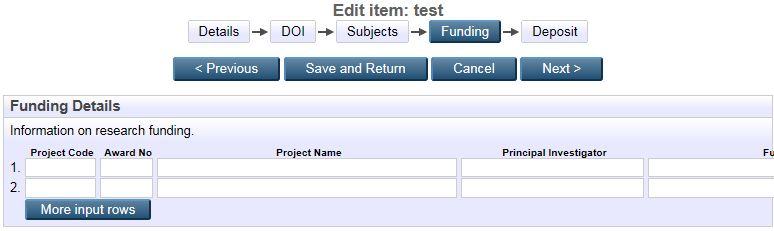 Edit item: test
Details DOI Subjects Funding Deposit
< Previous Save and Return Cancel Next >
Funding Details
Information on research funding.
Project Code Award No Project Name Principal Investigator Fu
1.
2.
More input rows